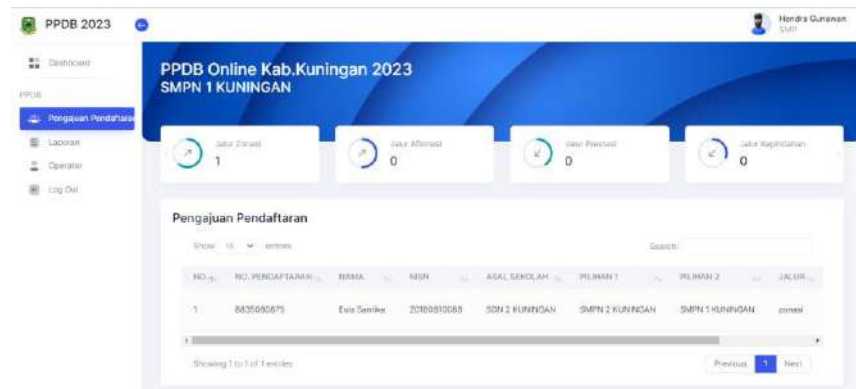 PPDB 2023
Hendra Gunawan
SMP
Dashboard
PPDB
Pengajuan Pendaftaran
Laporan
Operator
Log Out
PPDB Online Kab.Kuningan 2023
SMPN 1 KUNINGAN
Jalur Zonasi
1
Jalur Afirmasi
0
Jalur Prestasi
0
Jalur Kepindahan
0
Pengajuan Pendaftaran
Show 10 entries
Search:
NO. NO. PENDAFTARAN NAMA NISN ASAL SEKOLAH PILIHAN 1 PILIHAN 2 JALUR
1 8835060875 Euis 20180810088 SDN 2 KUNINGAN SMPN 2 KUNINGAN SMPN 1 KUNINGAN zonasi
Showing 1 to 1 of 1 entries
Previous 1 Next